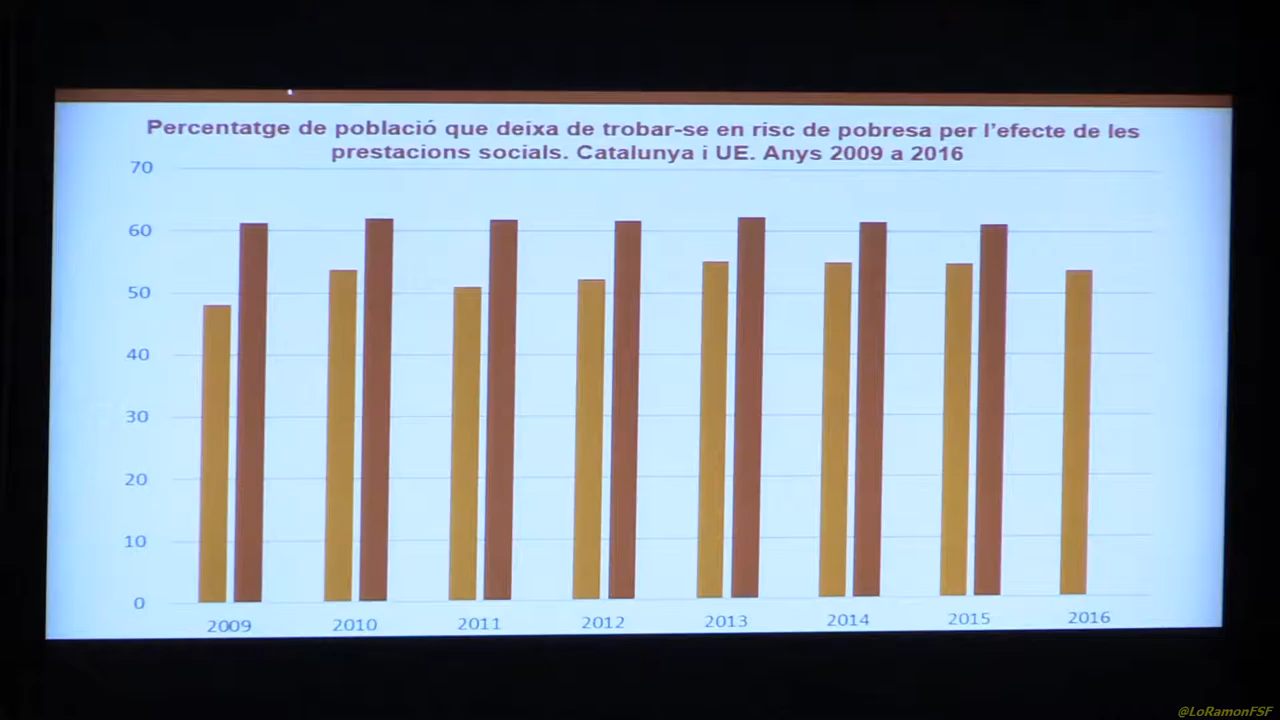 Percentatge de població que deixa de trobar-se en risc de pobresa per l'efecte de les
prestacions socials. Catalunya i UE. Anys 2009 a 2016
70
60
50
40
30
20
10
0
2009 2010 2011 2012 2013 2014 2015 2016
@LoRamonFSF